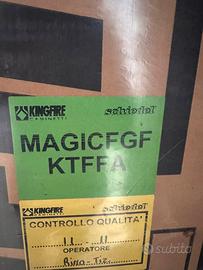 KINGFIRE schiedel
CAMINETTI
MAGICFGF
KTFFA
KINGFIRE schiedel
CAMINETTI
CONTROLLO QUALITA'
OPERATORE
subito